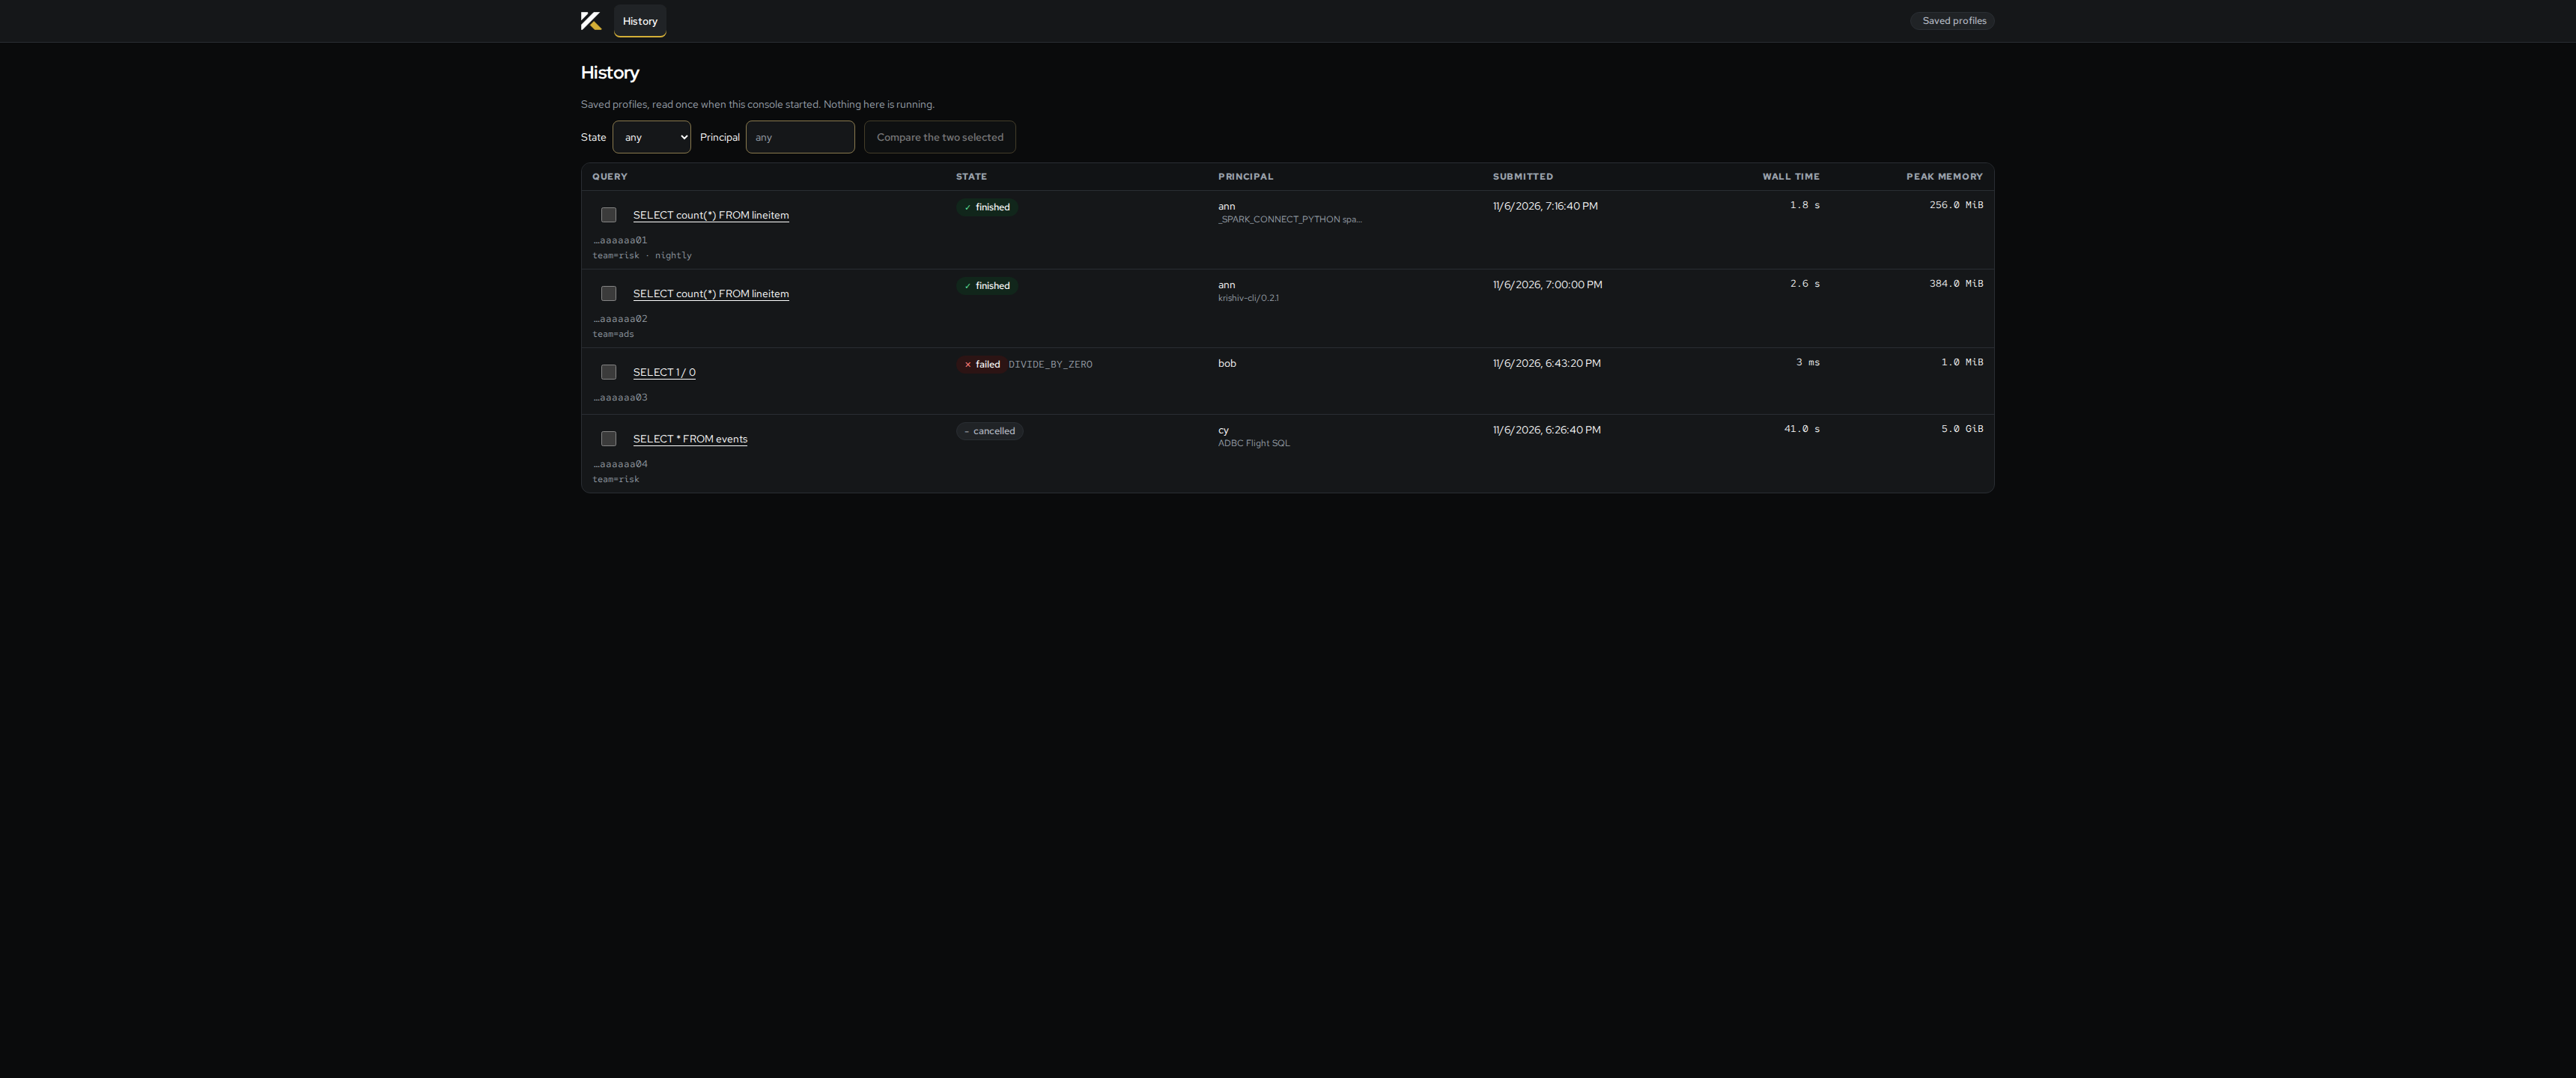 History
Saved profiles
History
Saved profiles, read once when this console started. Nothing here is running.
State any Principal any Compare the two selected
QUERY STATE PRINCIPAL SUBMITTED WALL TIME PEAK MEMORY
SELECT count(*) FROM lineitem ✓ finished ann 11/6/2026, 7:16:40 PM 1.8 s 256.0 MiB
_SPARK_CONNECT_PYTHON spa…
…aaaaaa01
team=risk · nightly
SELECT count(*) FROM lineitem ✓ finished ann 11/6/2026, 7:00:00 PM 2.6 s 384.0 MiB
krishiv-cli/0.2.1
…aaaaaa02
team=ads
SELECT 1 / 0 × failed DIVIDE_BY_ZERO bob 11/6/2026, 6:43:20 PM 3 ms 1.0 MiB
…aaaaaa03
SELECT * FROM events – cancelled cy 11/6/2026, 6:26:40 PM 41.0 s 5.0 GiB
ADBC Flight SQL
…aaaaaa04
team=risk